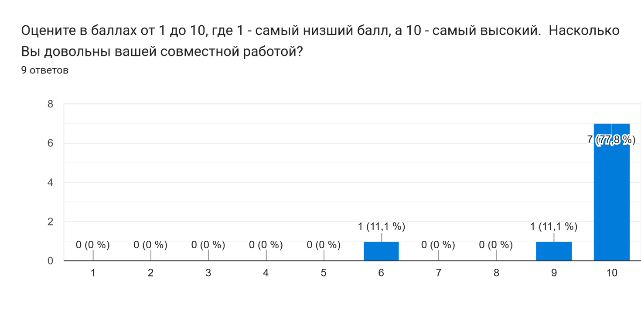 Оцените в баллах от 1 до 10, где 1 - самый низший балл, а 10 - самый высокий. Насколько
Вы довольны вашей совместной работой?
9 ответов
8
6
4
2
0
0 (0 %) 0 (0 %) 0 (0 %) 0 (0 %) 0 (0 %) 1 (11,1 %) 0 (0 %) 0 (0 %) 1 (11,1 %) 7 (77,8 %)
1 2 3 4 5 6 7 8 9 10